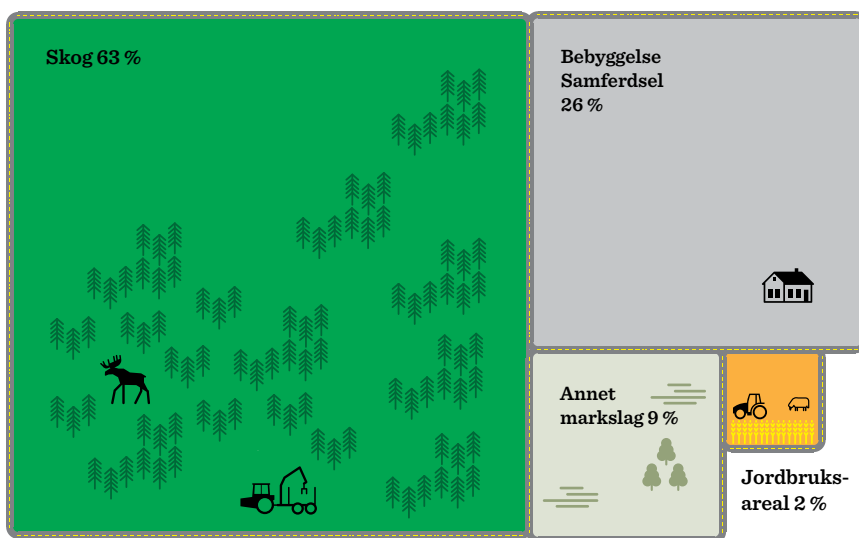 Skog 63 %
Bebyggelse
Samferdsel
26 %
Annet
markslag 9 %
Jordbruks-
areal 2 %